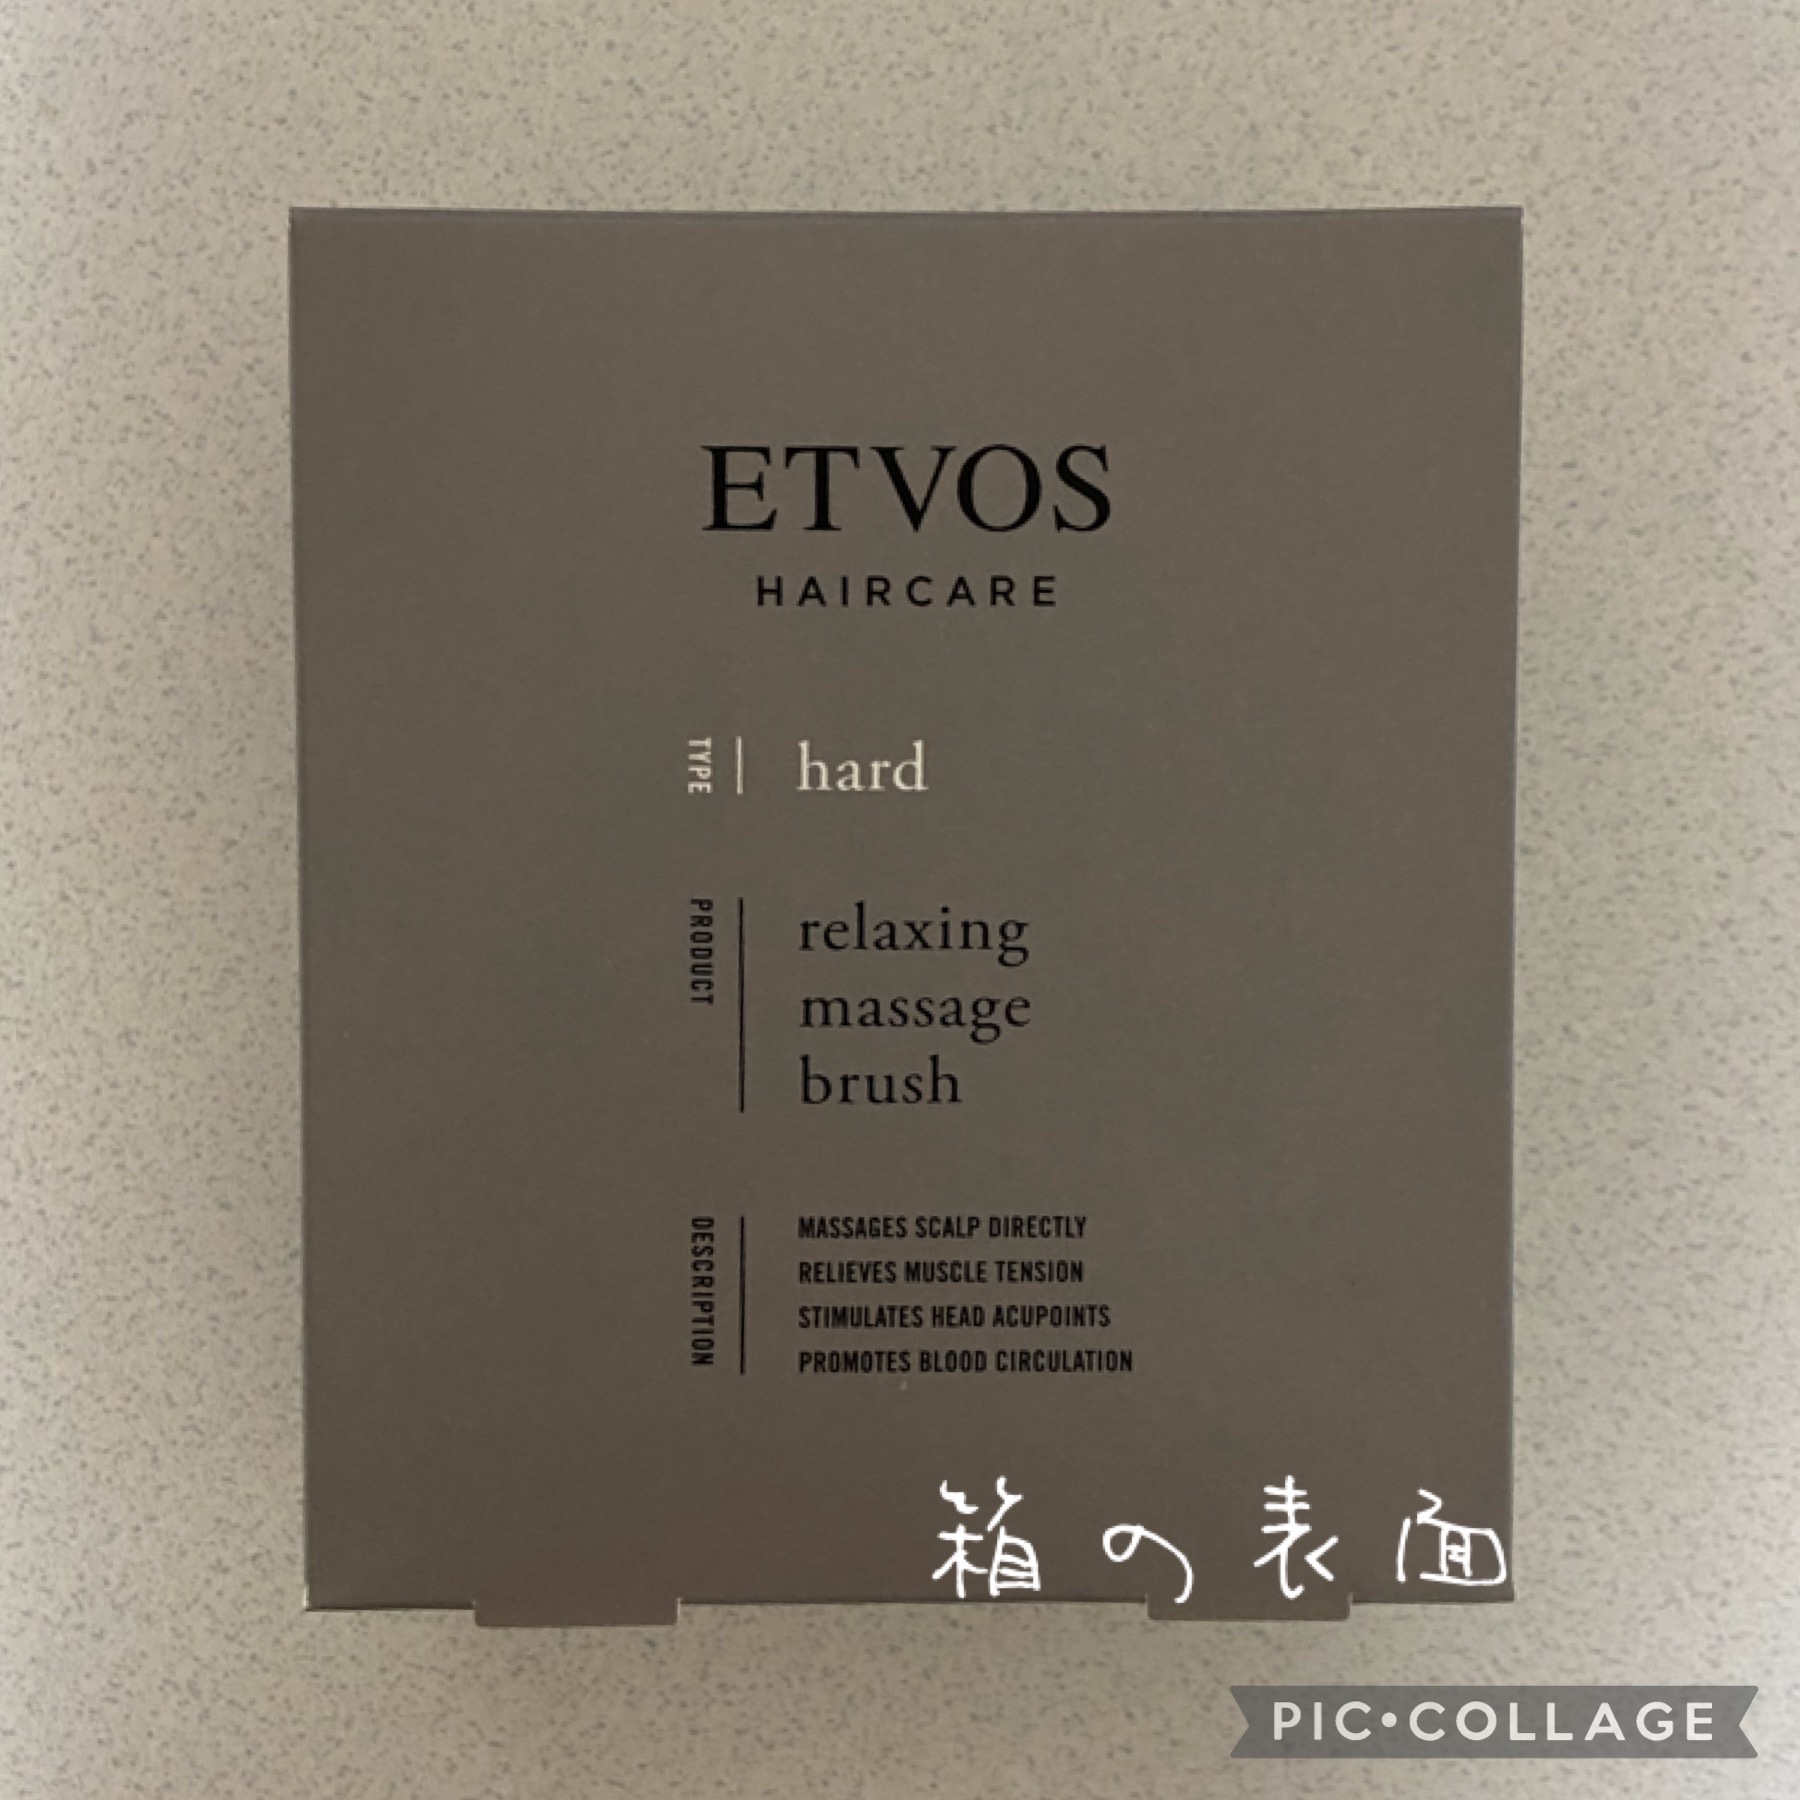 ETVOS
HAIRCARE
TYPE
hard
PRODUCT
relaxing
massage
brush
DESCRIPTION
MASSAGES SCALP DIRECTLY
RELIEVES MUSCLE TENSION
STIMULATES HEAD ACUPOINTS
PROMOTES BLOOD CIRCULATION
箱の表面
PIC•COLLAGE